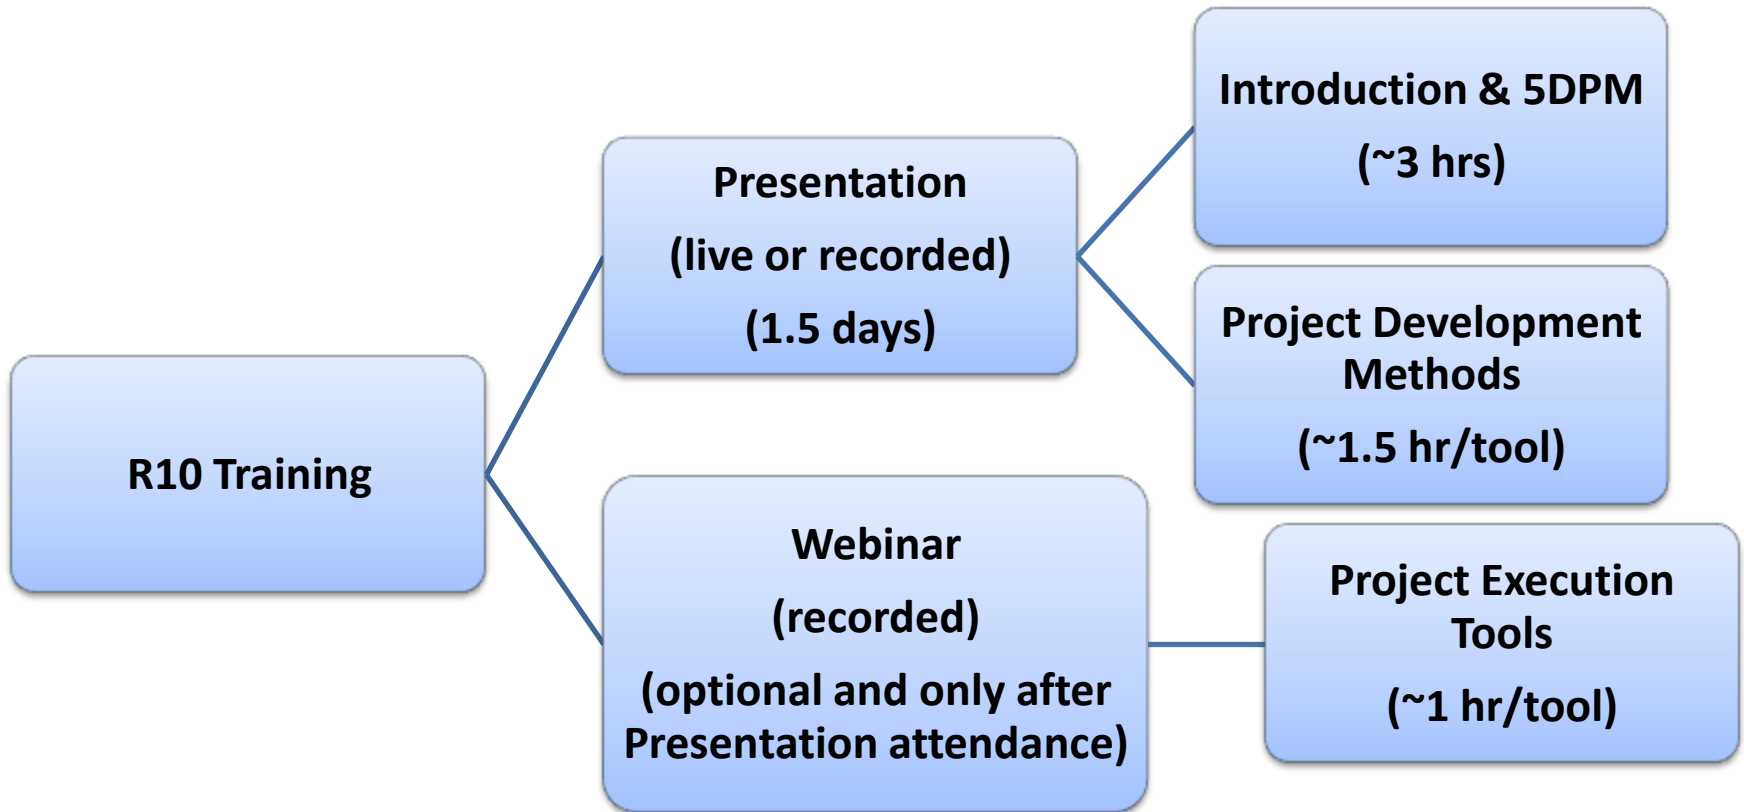 R10 Training
Presentation
(live or recorded)
(1.5 days)
Introduction & 5DPM
(~3 hrs)
Project Development
Methods
(~1.5 hr/tool)
Webinar
(recorded)
(optional and only after
Presentation attendance)
Project Execution
Tools
(~1 hr/tool)